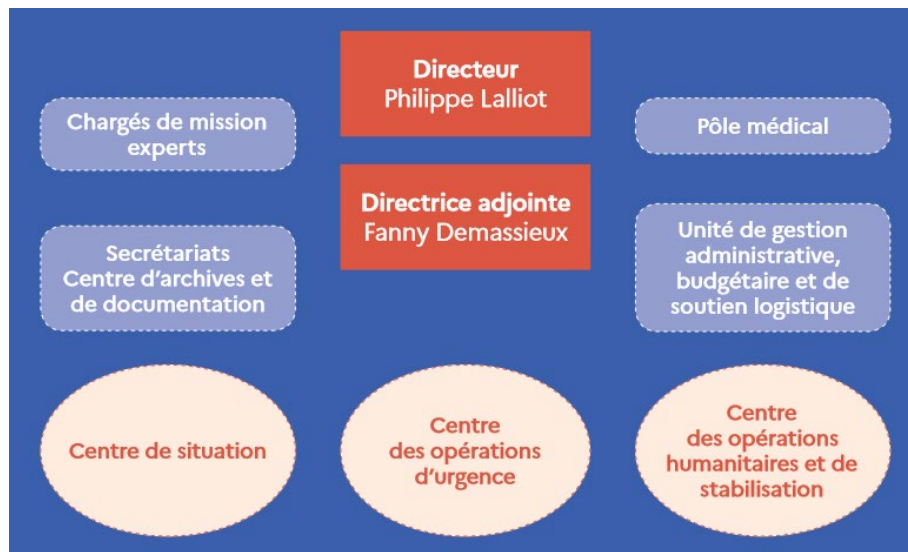 Directeur
Philippe Lalliot
Chargés de mission
experts
Pôle médical
Directrice adjointe
Fanny Demassieux
Secrétariats
Centre d’archives et
de documentation
Unité de gestion
administrative,
budgétaire et de
soutien logistique
Centre de situation
Centre
des opérations
d’urgence
Centre
des opérations
humanitaires et de
stabilisation